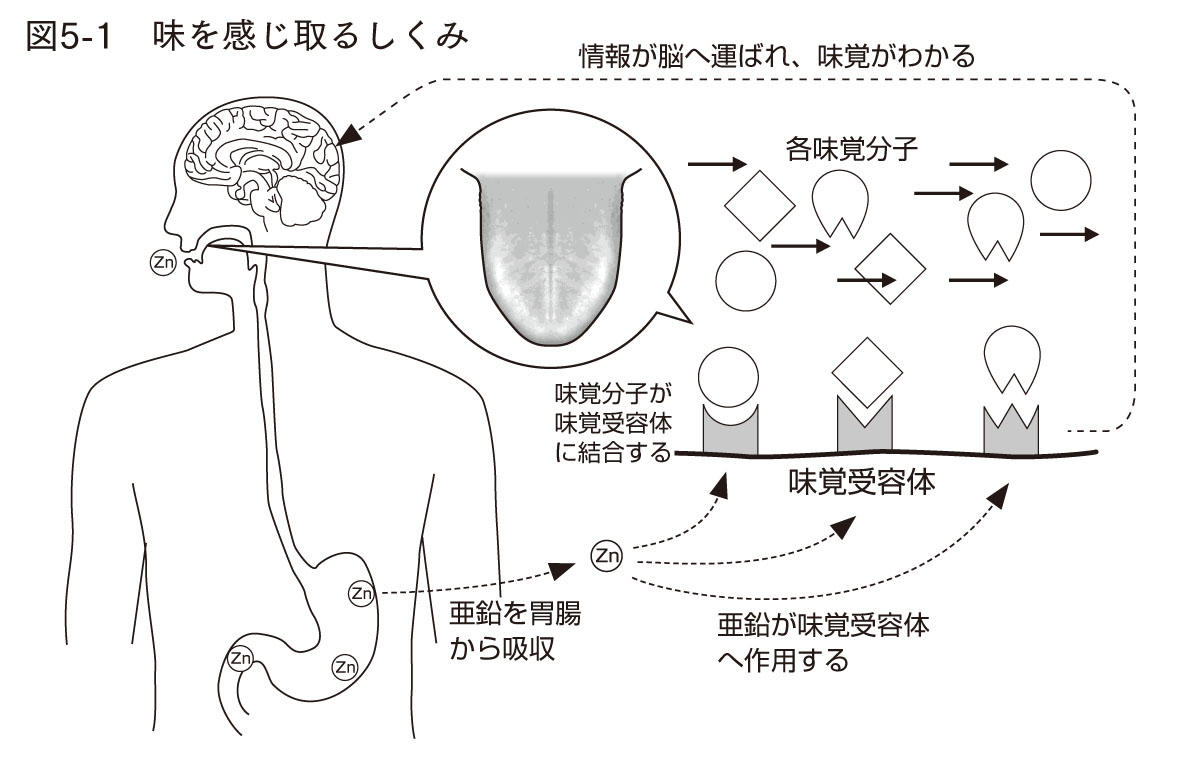 図5-1　味を感じ取るしくみ
情報が脳へ運ばれ、味覚がわかる
各味覚分子
Zn
味覚分子が
味覚受容体
に結合する
味覚受容体
Zn
Zn
亜鉛を胃腸
から吸収
亜鉛が味覚受容体
へ作用する
Zn
Zn